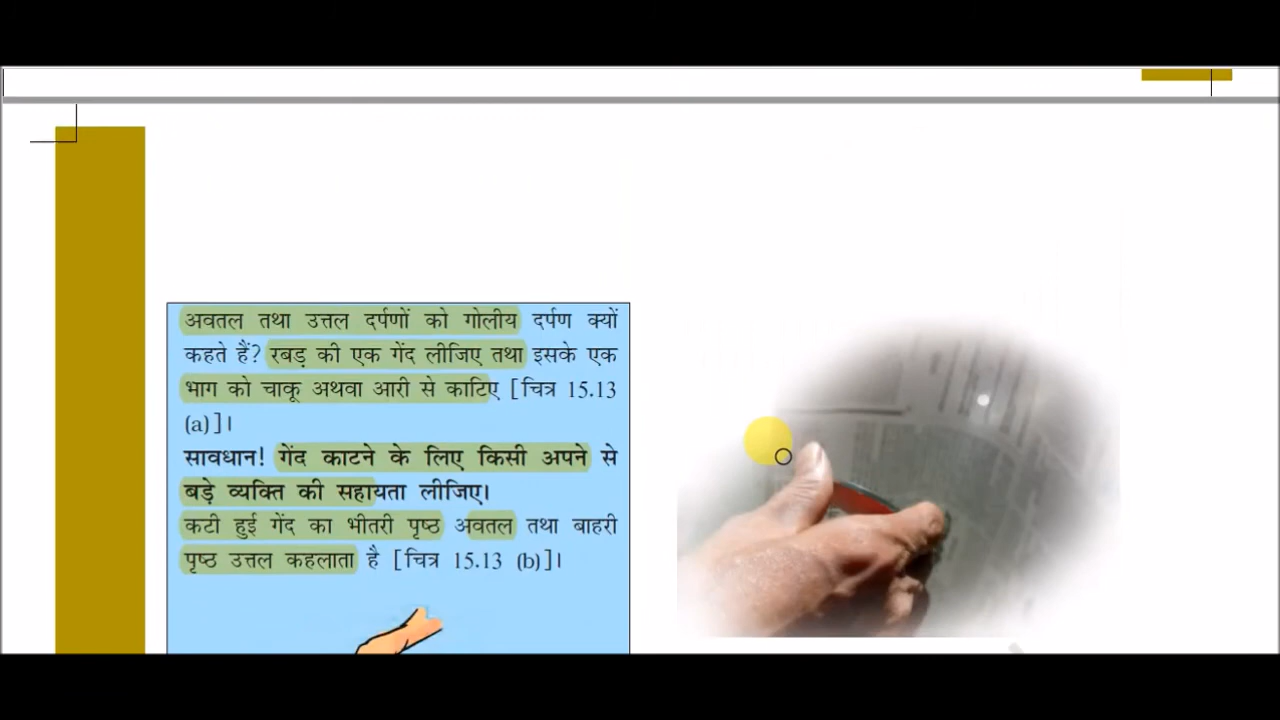 अवतल तथा उत्तल दर्पणों को गोलीय दर्पण क्यों
कहते हैं? रबड़ की एक गेंद लीजिए तथा इसके एक
भाग को चाकू अथवा आरी से काटिए [चित्र 15.13
(a)]।
सावधान! गेंद काटने के लिए किसी अपने से
बड़े व्यक्ति की सहायता लीजिए।
कटी हुई गेंद का भीतरी पृष्ठ अवतल तथा बाहरी
पृष्ठ उत्तल कहलाता है [चित्र 15.13 (b)]।